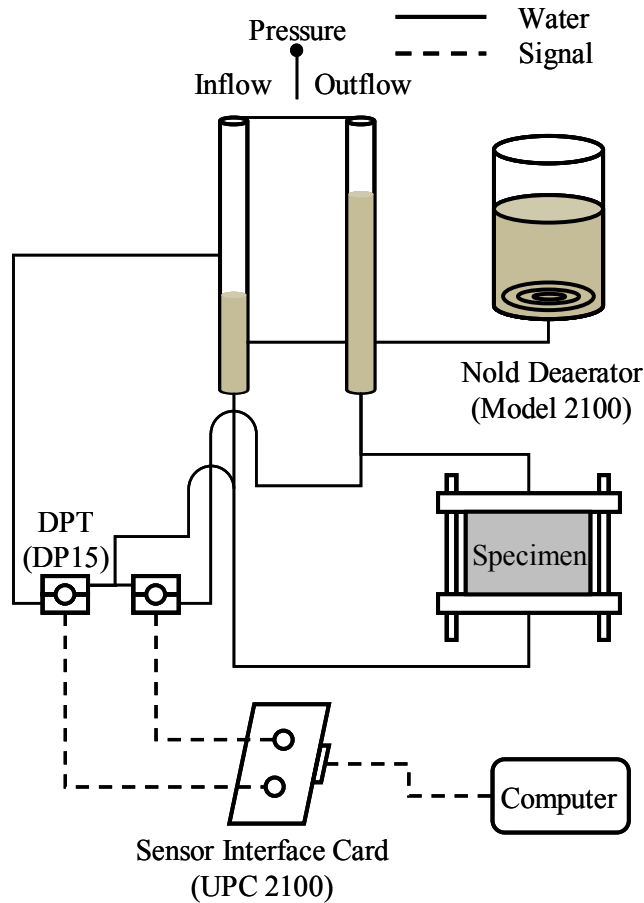 Water
Signal
Pressure
Inflow
Outflow
Nold Deaerator
(Model 2100)
DPT
(DP15)
Specimen
Computer
Sensor Interface Card
(UPC 2100)